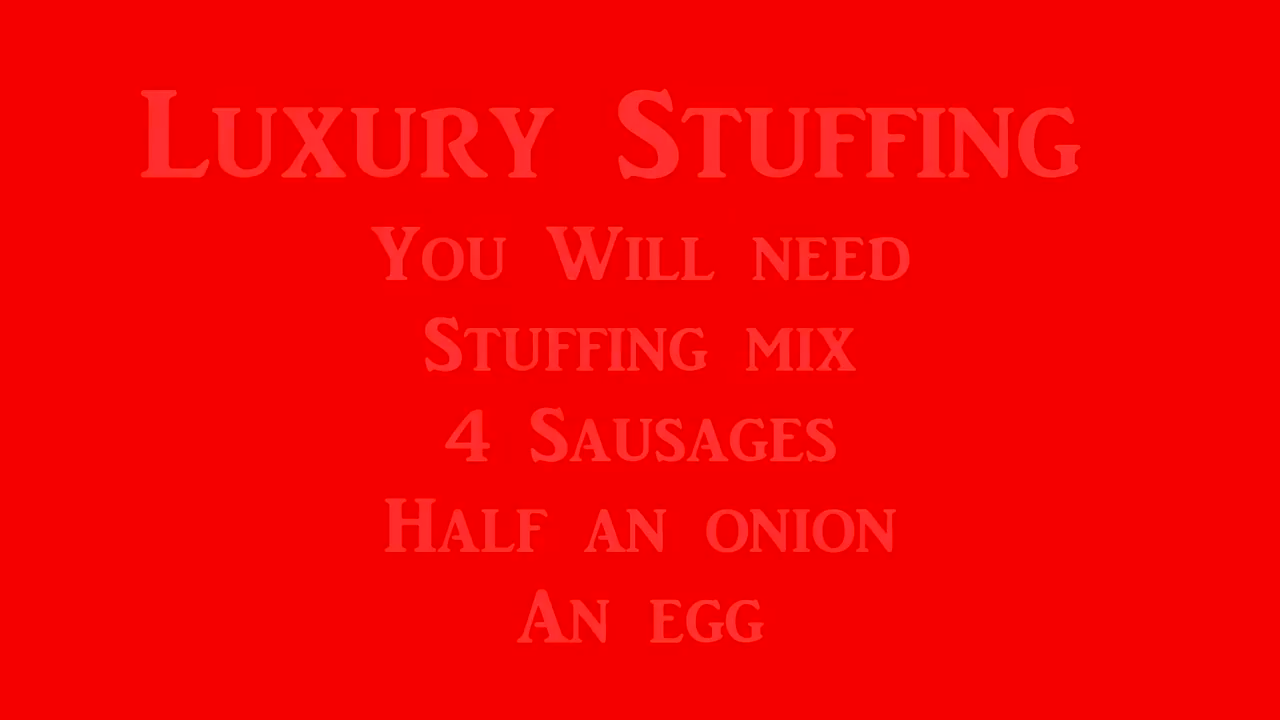 Luxury Stuffing
You Will need
Stuffing mix
4 Sausages
Half an onion
An egg